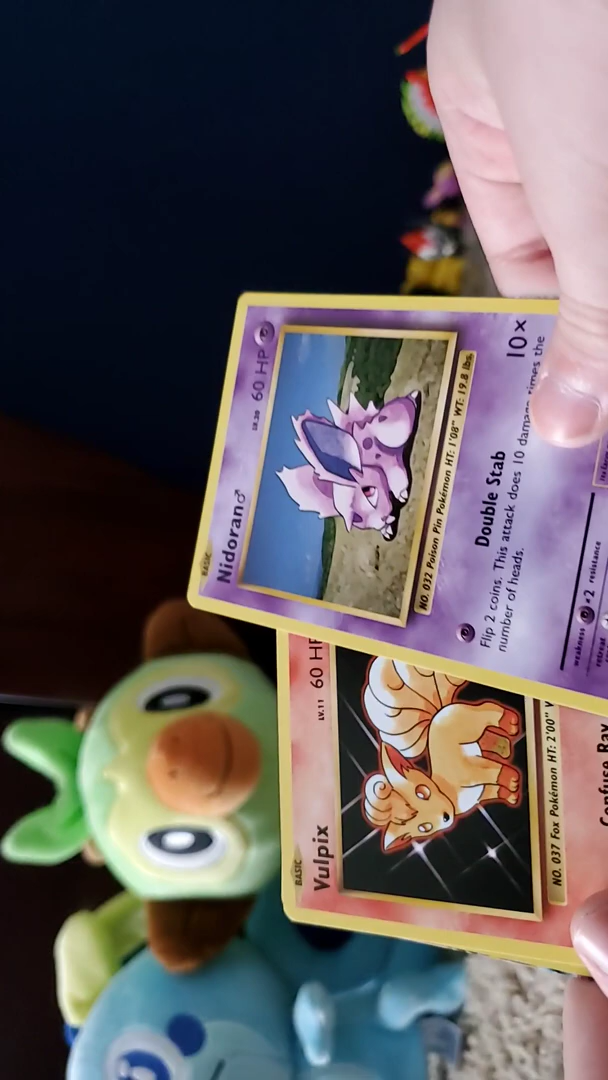 BASIC
Nidoran♂ LV.20 60 HP
NO. 032 Poison Pin Pokémon HT: 1'08" WT: 19.8 lbs.
Double Stab 10×
Flip 2 coins. This attack does 10 damage times the
number of heads.
weakness ×2 resistance
retreat
BASIC
Vulpix LV.11 60 HP
NO. 037 Fox Pokémon HT: 2'00"
Confuse Ray